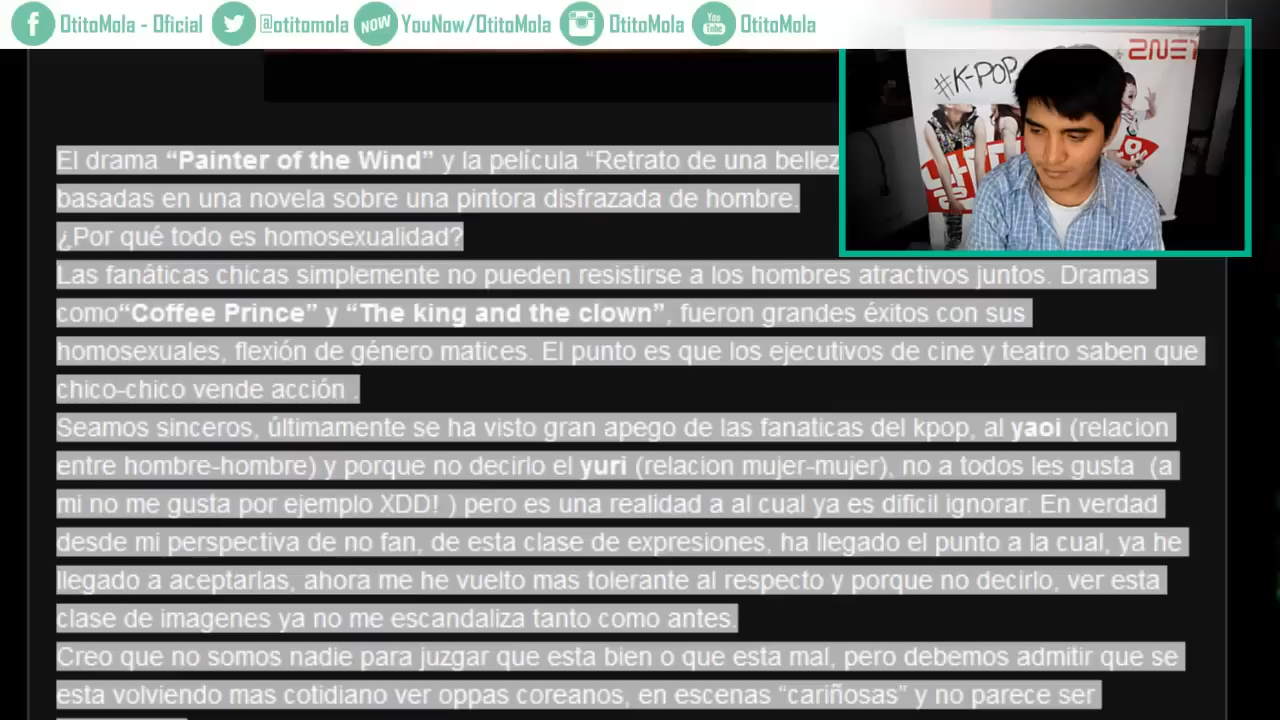 OtitoMola - Oficial @otitomola NOW YouNow/OtitoMola OtitoMola You Tube OtitoMola
2NE1
#K-POP
El drama “Painter of the Wind” y la película “Retrato de una bellez
basadas en una novela sobre una pintora disfrazada de hombre.
¿Por qué todo es homosexualidad?
Las fanáticas chicas simplemente no pueden resistirse a los hombres atractivos juntos. Dramas
como“Coffee Prince” y “The king and the clown”, fueron grandes éxitos con sus
homosexuales, flexión de género matices. El punto es que los ejecutivos de cine y teatro saben que
chico-chico vende acción .
Seamos sinceros, últimamente se ha visto gran apego de las fanaticas del kpop, al yaoi (relacion
entre hombre-hombre) y porque no decirlo el yuri (relacion mujer-mujer), no a todos les gusta (a
mi no me gusta por ejemplo XDD! ) pero es una realidad a al cual ya es dificil ignorar. En verdad
desde mi perspectiva de no fan, de esta clase de expresiones, ha llegado el punto a la cual, ya he
llegado a aceptarlas, ahora me he vuelto mas tolerante al respecto y porque no decirlo, ver esta
clase de imagenes ya no me escandaliza tanto como antes.
Creo que no somos nadie para juzgar que esta bien o que esta mal, pero debemos admitir que se
esta volviendo mas cotidiano ver oppas coreanos, en escenas “cariñosas” y no parece ser